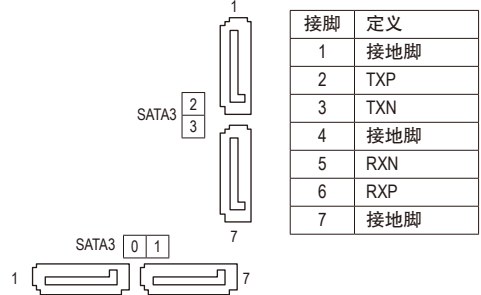 1
SATA3 2
3
7
SATA3 0 1
1 7
接脚 定义
1 接地脚
2 TXP
3 TXN
4 接地脚
5 RXN
6 RXP
7 接地脚